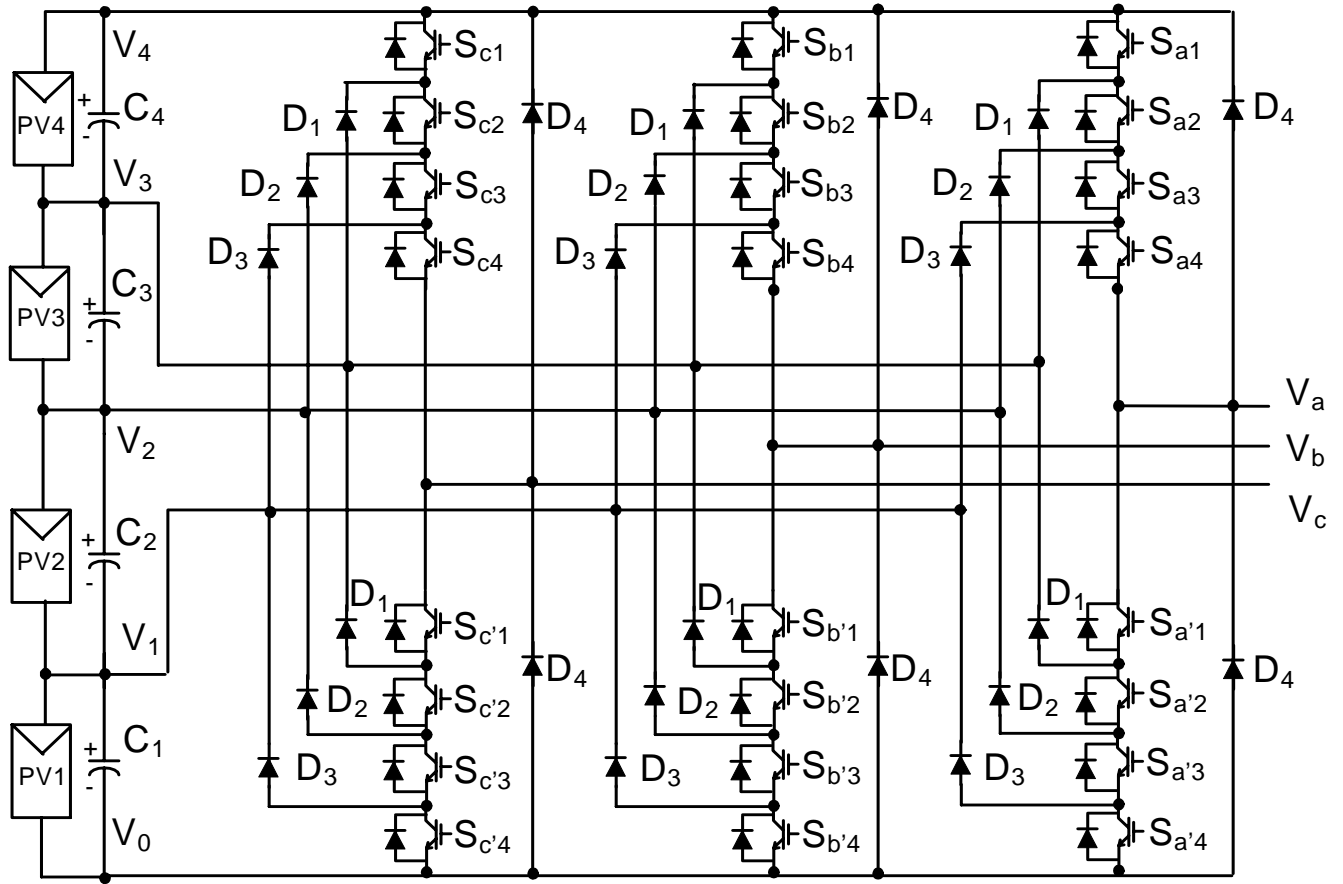 V4
Sc1
Sb1
Sa1
PV4
+
-
C4
D1
Sc2
D4
D1
Sb2
D4
D1
Sa2
D4
V3
D2
Sc3
D2
Sb3
D2
Sa3
D3
Sc4
D3
Sb4
D3
Sa4
PV3
+
-
C3
Va
V2
Vb
Vc
PV2
+
-
C2
V1
D1
Sc'1
D1
Sb'1
D1
Sa'1
D4
D4
D4
D2
Sc'2
D2
Sb'2
D2
Sa'2
PV1
+
-
C1
D3
Sc'3
D3
Sb'3
D3
Sa'3
V0
Sc'4
Sb'4
Sa'4